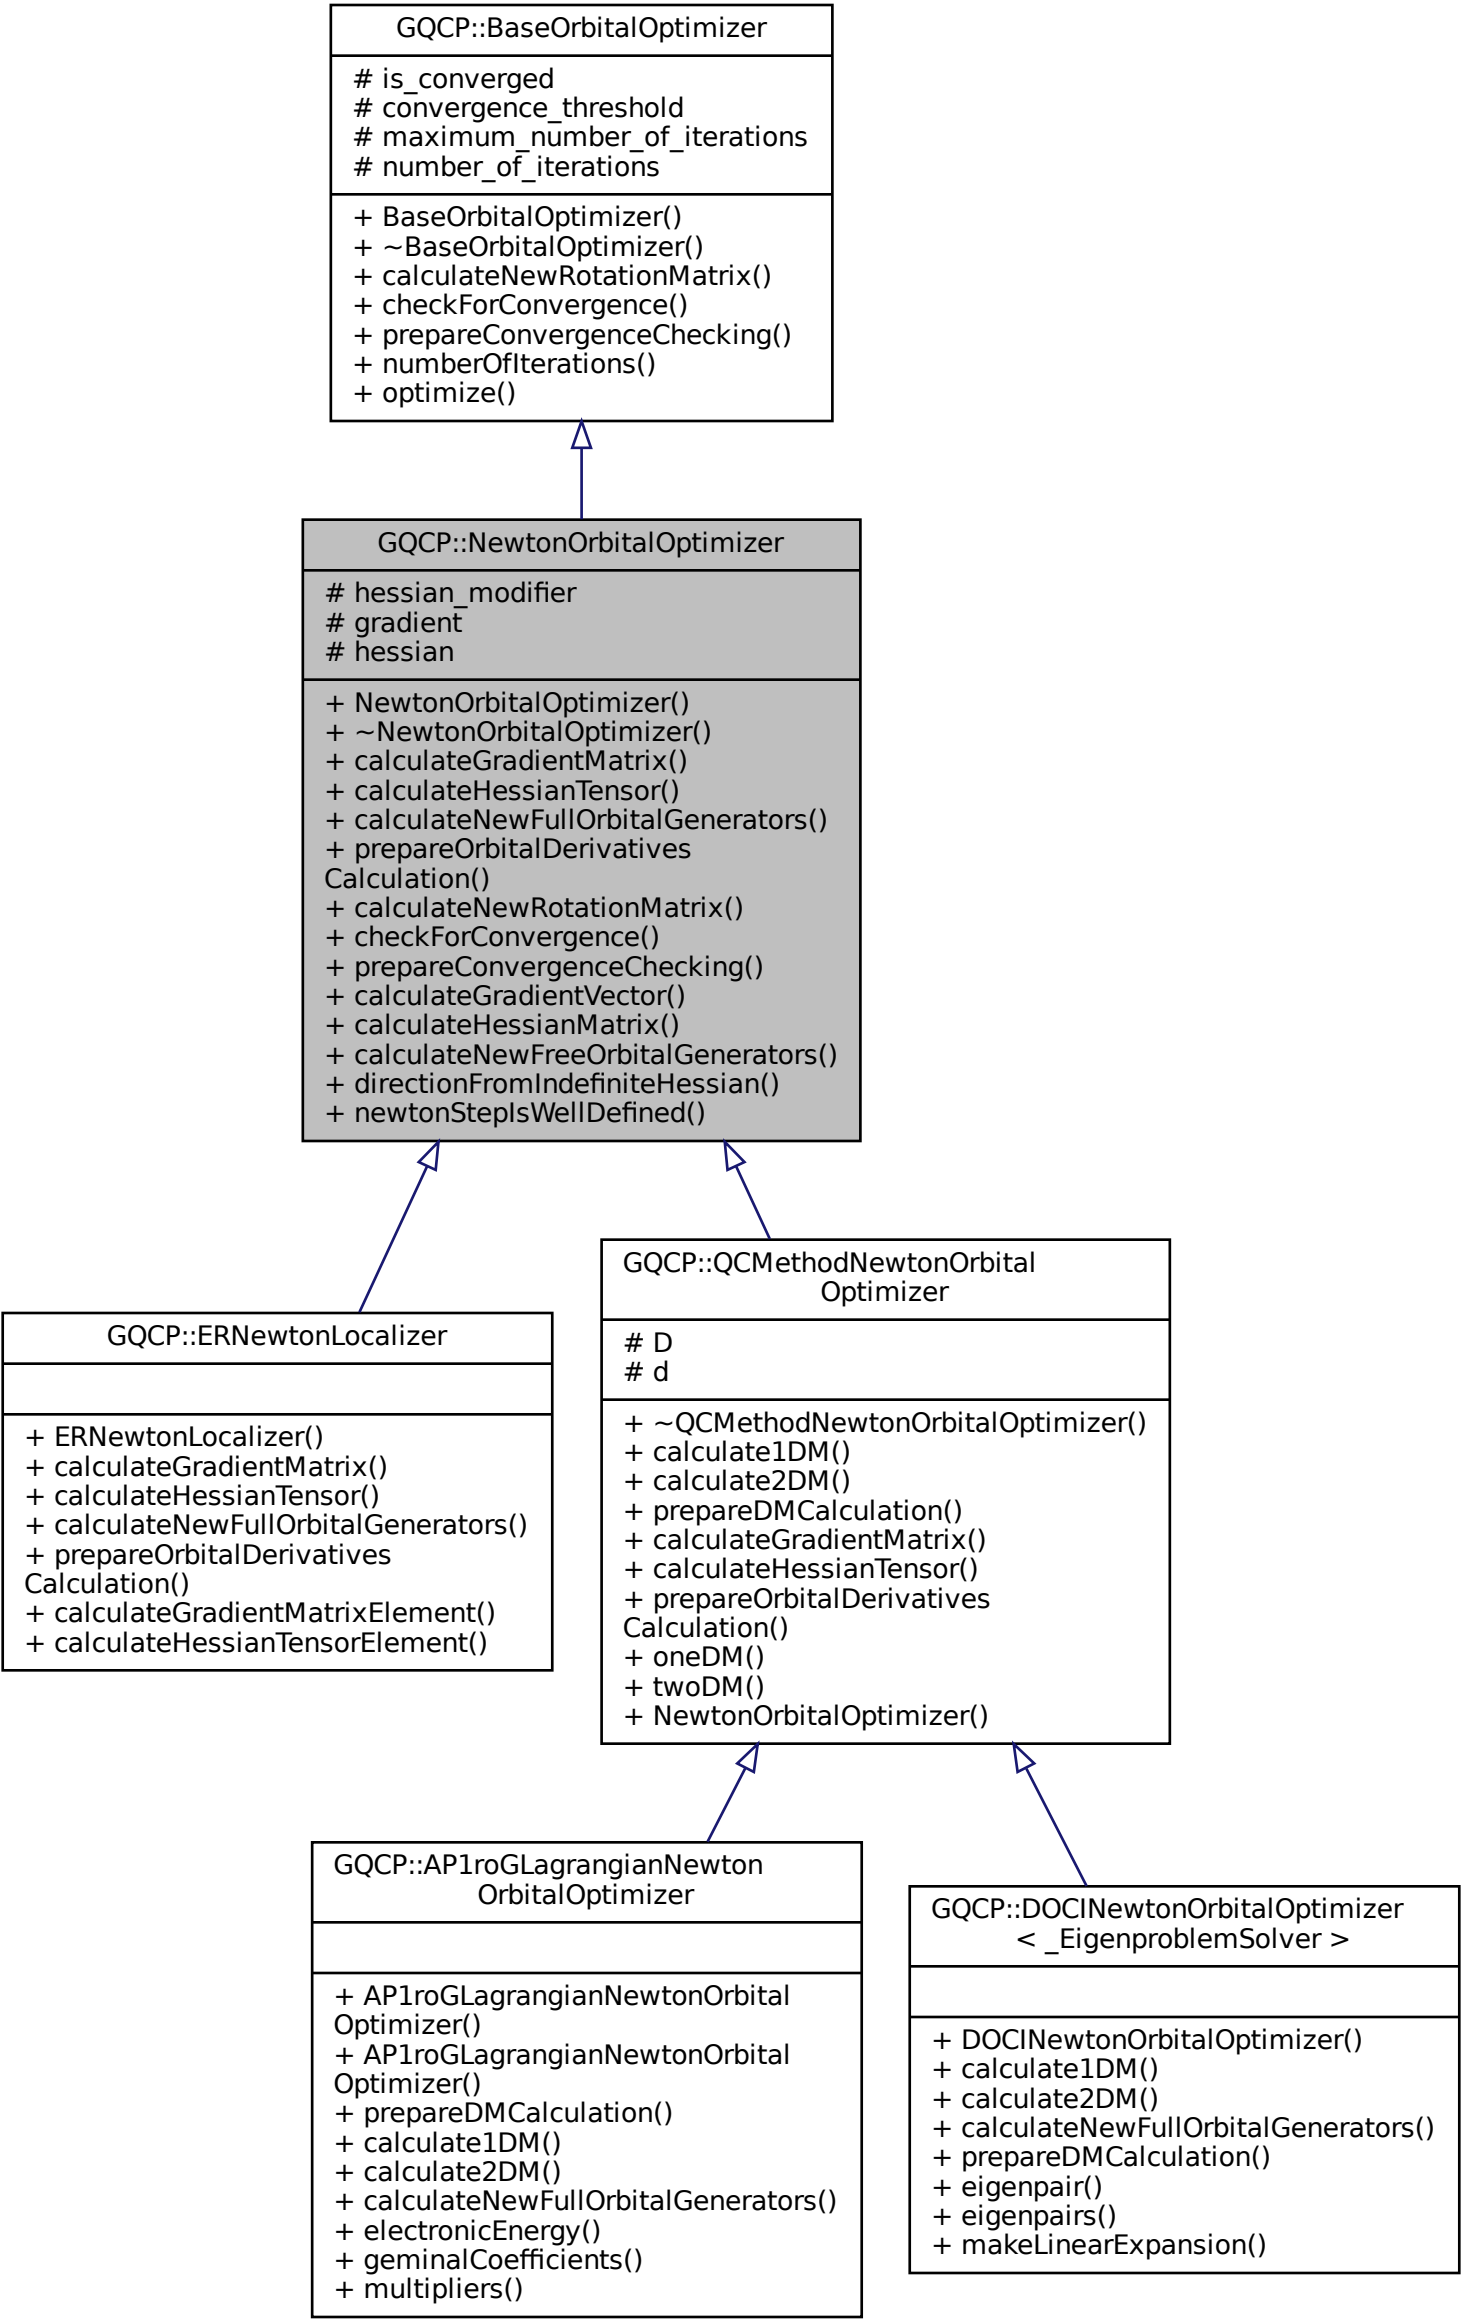 GQCP::BaseOrbitalOptimizer
# is_converged
# convergence_threshold
# maximum_number_of_iterations
# number_of_iterations
+ BaseOrbitalOptimizer()
+ ~BaseOrbitalOptimizer()
+ calculateNewRotationMatrix()
+ checkForConvergence()
+ prepareConvergenceChecking()
+ numberOfIterations()
+ optimize()
GQCP::NewtonOrbitalOptimizer
# hessian_modifier
# gradient
# hessian
+ NewtonOrbitalOptimizer()
+ ~NewtonOrbitalOptimizer()
+ calculateGradientMatrix()
+ calculateHessianTensor()
+ calculateNewFullOrbitalGenerators()
+ prepareOrbitalDerivatives
Calculation()
+ calculateNewRotationMatrix()
+ checkForConvergence()
+ prepareConvergenceChecking()
+ calculateGradientVector()
+ calculateHessianMatrix()
+ calculateNewFreeOrbitalGenerators()
+ directionFromIndefiniteHessian()
+ newtonStepIsWellDefined()
GQCP::ERNewtonLocalizer
+ ERNewtonLocalizer()
+ calculateGradientMatrix()
+ calculateHessianTensor()
+ calculateNewFullOrbitalGenerators()
+ prepareOrbitalDerivatives
Calculation()
+ calculateGradientMatrixElement()
+ calculateHessianTensorElement()
GQCP::QCMethodNewtonOrbital
Optimizer
# D
# d
+ ~QCMethodNewtonOrbitalOptimizer()
+ calculate1DM()
+ calculate2DM()
+ prepareDMCalculation()
+ calculateGradientMatrix()
+ calculateHessianTensor()
+ prepareOrbitalDerivatives
Calculation()
+ oneDM()
+ twoDM()
+ NewtonOrbitalOptimizer()
GQCP::AP1roGLagrangianNewton
OrbitalOptimizer
+ AP1roGLagrangianNewtonOrbital
Optimizer()
+ AP1roGLagrangianNewtonOrbital
Optimizer()
+ prepareDMCalculation()
+ calculate1DM()
+ calculate2DM()
+ calculateNewFullOrbitalGenerators()
+ electronicEnergy()
+ geminalCoefficients()
+ multipliers()
GQCP::DOCINewtonOrbitalOptimizer
< _EigenproblemSolver >
+ DOCINewtonOrbitalOptimizer()
+ calculate1DM()
+ calculate2DM()
+ calculateNewFullOrbitalGenerators()
+ prepareDMCalculation()
+ eigenpair()
+ eigenpairs()
+ makeLinearExpansion()